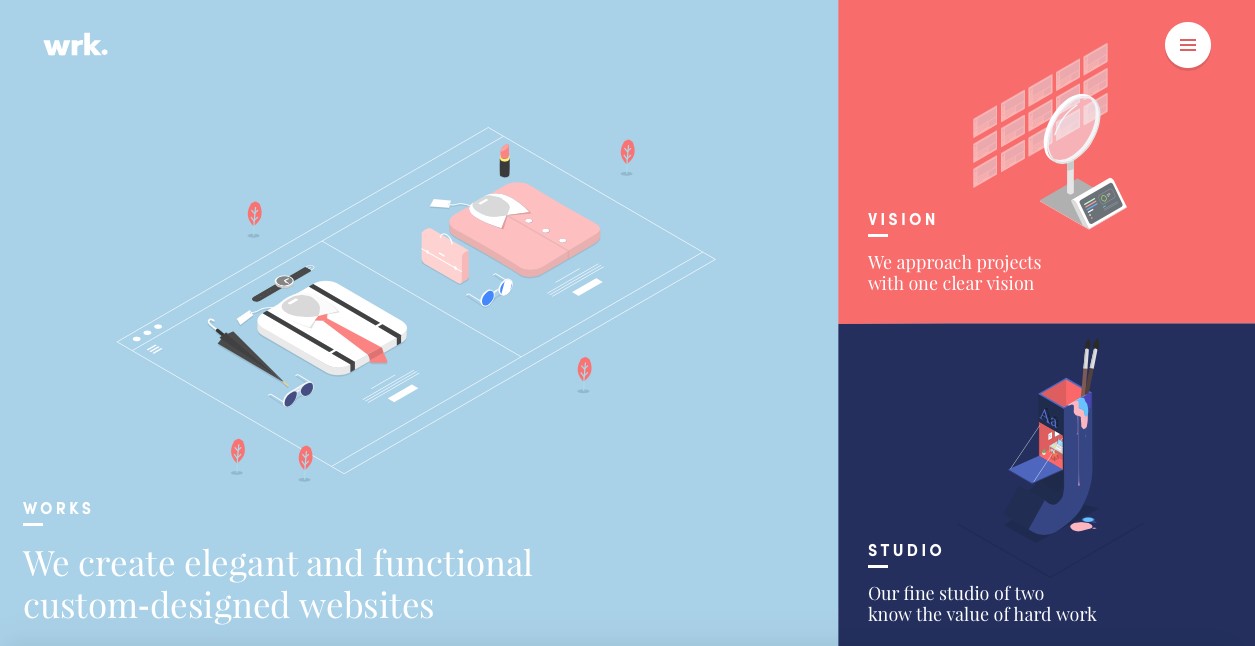 wrk.
WORKS
We create elegant and functional
custom-designed websites
VISION
We approach projects
with one clear vision
Aa
STUDIO
Our fine studio of two
know the value of hard work